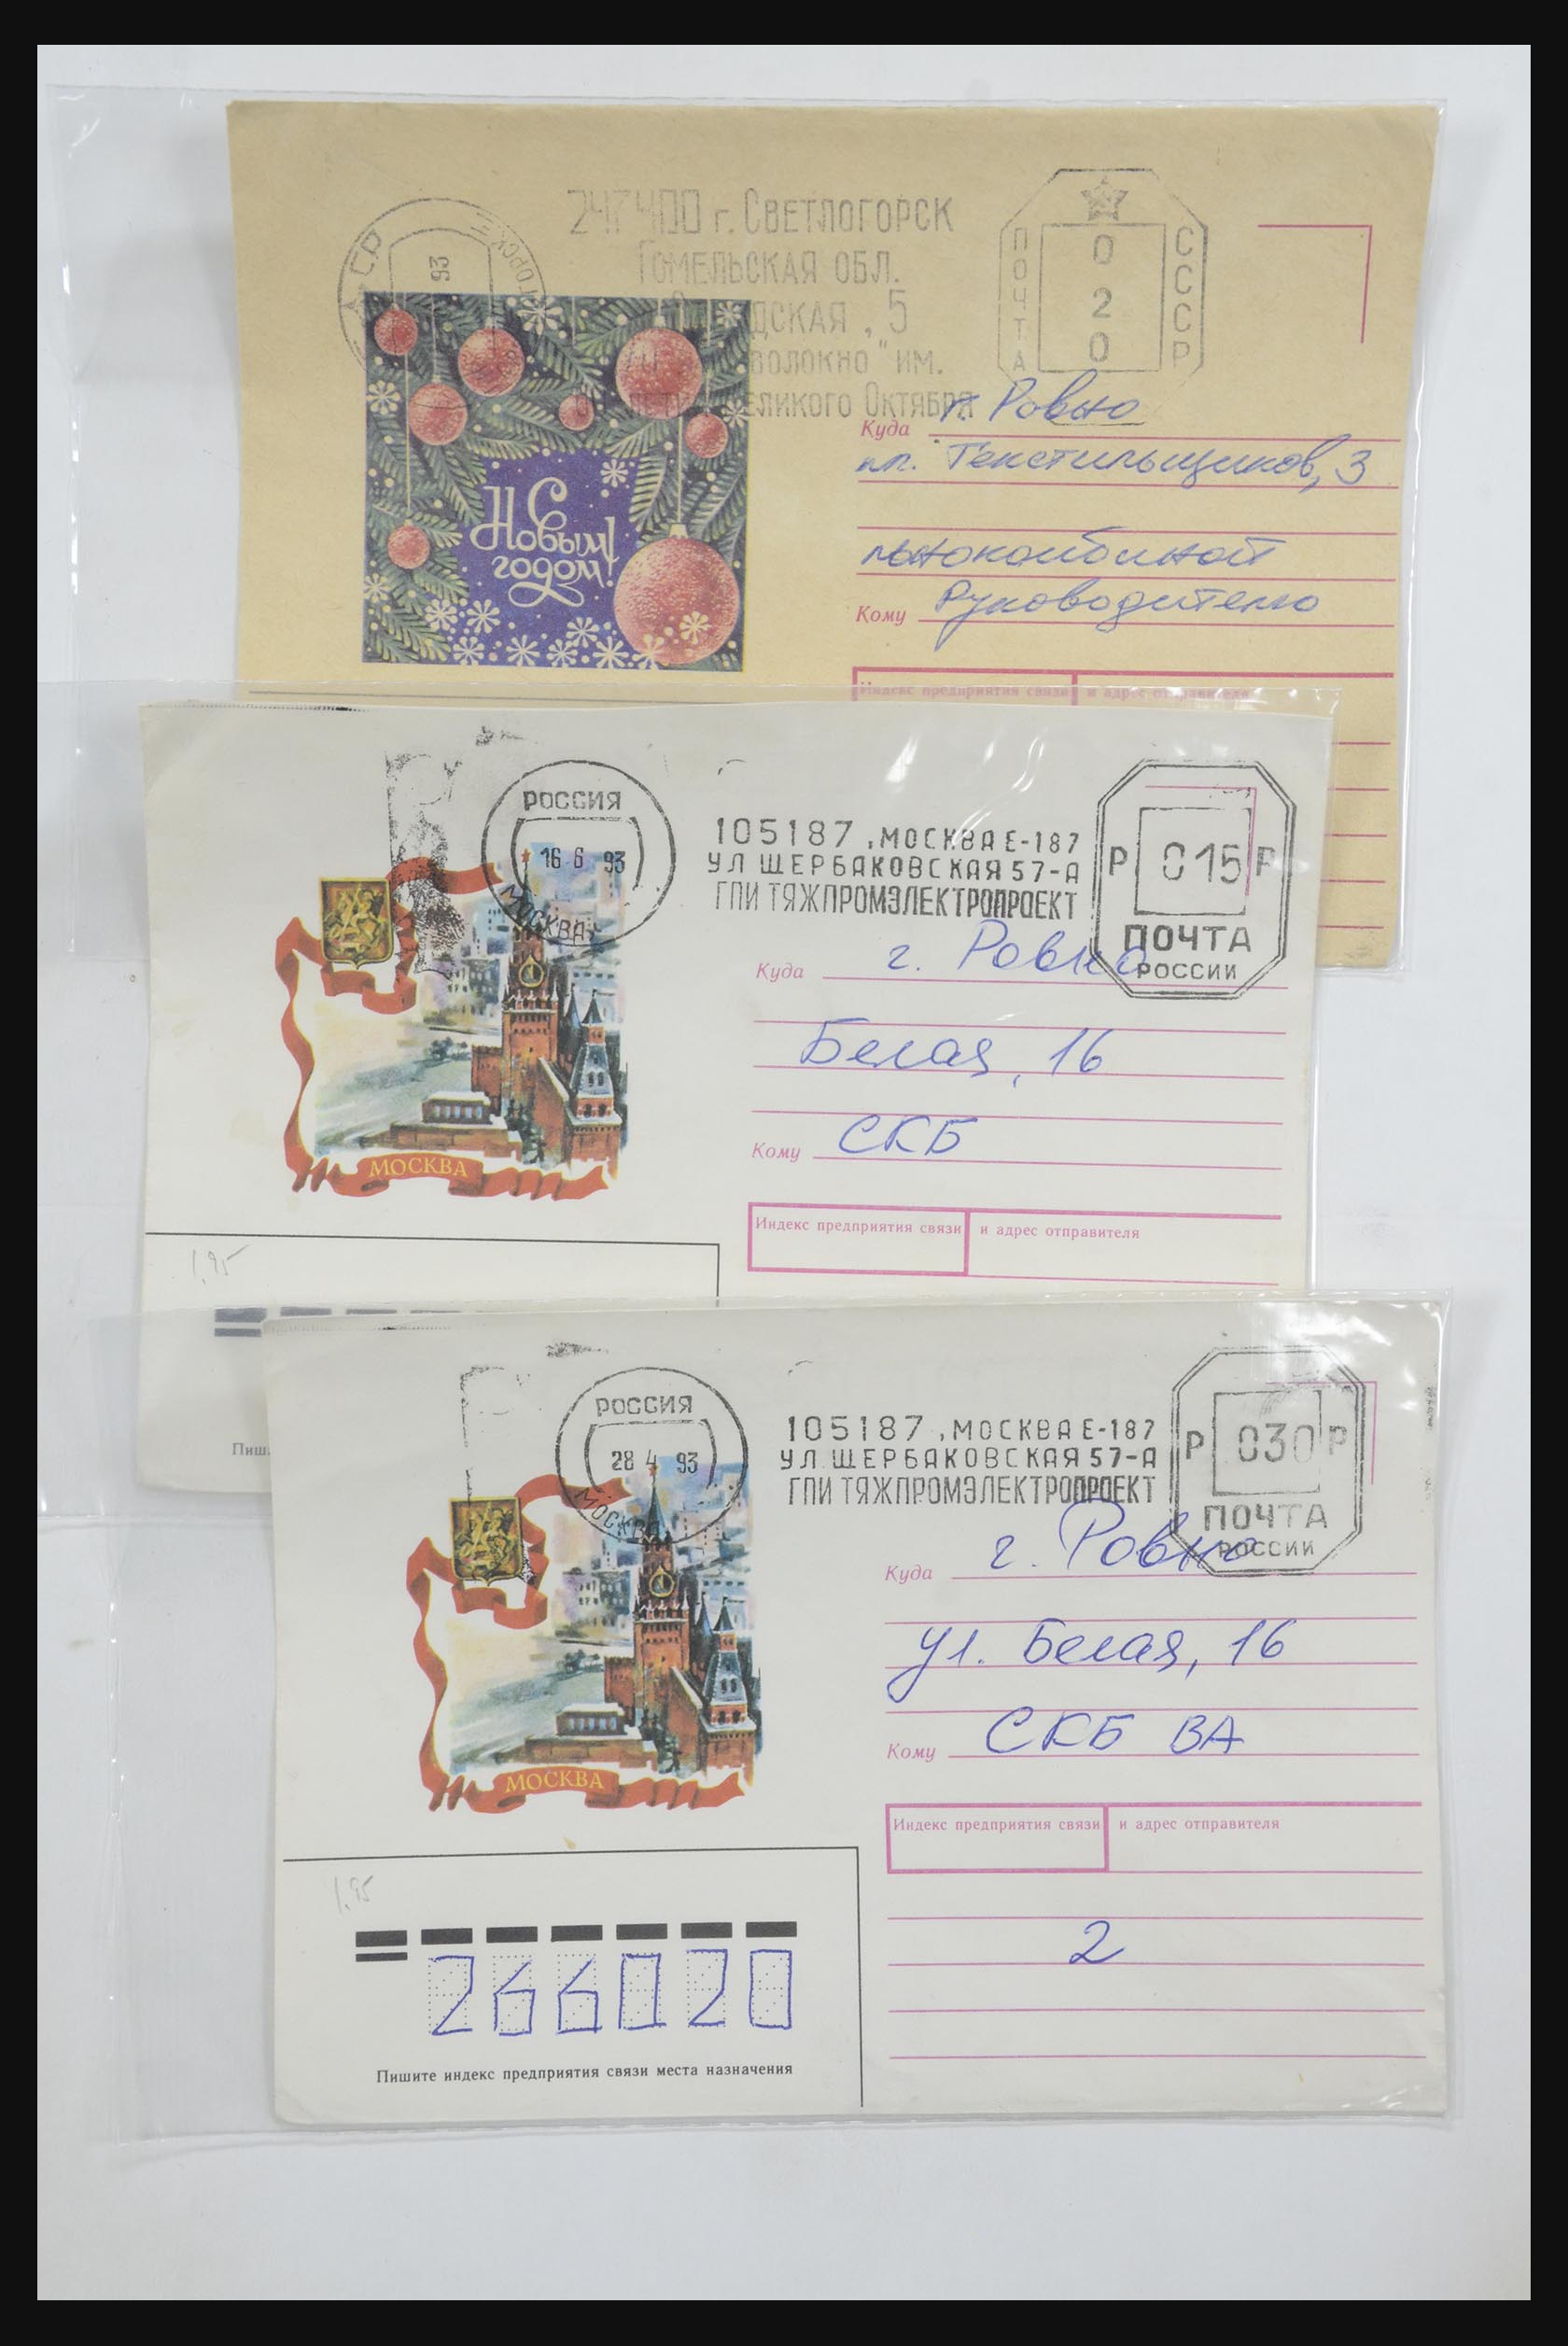 247400 г. СВЕТЛОГОРСК
ГОМЕЛЬСКАЯ ОБЛ.
, 5
ВОЛОКНО" ИМ.
ВЕЛИКОГО ОКТЯБРЯ
93
ПОЧТА
СССР
020
С
Новым
годом!
Куда г. Ровно
пл. Текстильщиков, 3
льнокомбинат
Кому Руководителю
Индекс предприятия связи и адрес отправителя
РОССИЯ
16 6 93
МОСКВА
105187, МОСКВА Е-187
УЛ ЩЕРБАКОВСКАЯ 57-А
ГПИ ТЯЖПРОМЭЛЕКТРОПРОЕКТ
Р 015 Р
ПОЧТА
РОССИИ
МОСКВА
Куда г. Ровно
Белая, 16
Кому СКБ
Индекс предприятия связи и адрес отправителя
1,95
Пиш
РОССИЯ
28 4 93
МОСКВА
105187, МОСКВА Е-187
УЛ ЩЕРБАКОВСКАЯ 57-А
ГПИ ТЯЖПРОМЭЛЕКТРОПРОЕКТ
Р 030 Р
ПОЧТА
РОССИИ
МОСКВА
Куда г. Ровно
ул. Белая, 16
Кому СКБ ВА
Индекс предприятия связи и адрес отправителя
1,95
2
266020
Пишите индекс предприятия связи места назначения